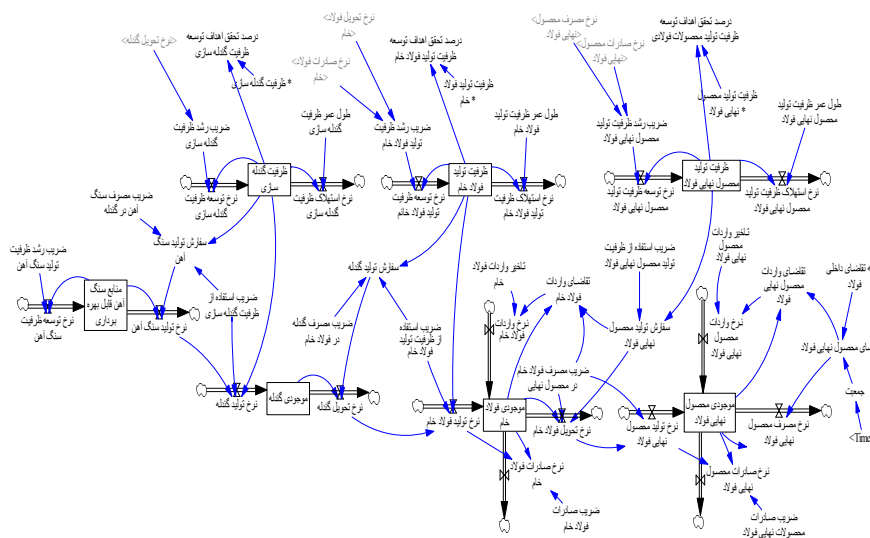 درصد تحقق اهداف توسعه
ظرفیت گندله سازی
<نرخ تحویل گندله>
* ظرفیت گندله سازی
ضریب رشد ظرفیت
گندله سازی
طول عمر ظرفیت
گندله سازی
ظرفیت گندله
سازی
نرخ توسعه ظرفیت
گندله سازی
نرخ استهلاک ظرفیت
گندله سازی
<نرخ تحویل فولاد
خام>
درصد تحقق اهداف توسعه
ظرفیت تولید فولاد خام
<نرخ صادرات فولاد
خام>
ظرفیت تولید فولاد
خام *
ضریب رشد ظرفیت
تولید فولاد خام
طول عمر ظرفیت تولید
فولاد خام
ظرفیت تولید
فولاد خام
نرخ توسعه ظرفیت
تولید فولاد خانم
نرخ استهلاک ظرفیت
تولید فولاد خام
<نرخ مصرف محصول
نهایی فولاد>
درصد تحقق اهداف توسعه
ظرفیت تولید محصولات فولادی
<نرخ صادرات محصول
نهایی فولاد>
ظرفیت تولید محصول
نهایی فولاد *
ضریب رشد ظرفیت تولید
محصول نهایی فولاد
طول عمر ظرفیت تولید
محصول نهایی فولاد
ظرفیت تولید
محصول نهایی فولاد
نرخ توسعه ظرفیت تولید
محصول نهایی فولاد
نرخ استهلاک ظرفیت تولید
محصول نهایی فولاد
ضریب مصرف سنگ
آهن در گندله
سفارش تولید سنگ
آهن
ضریب رشد ظرفیت
تولید سنگ آهن
منابع سنگ
آهن قابل بهره
برداری
نرخ توسعه ظرفیت
سنگ آهن
نرخ تولید سنگ آهن
ضریب استفاده از
ظرفیت گندله سازی
نرخ تولید گندله
موجودی گندله
نرخ تحویل گندله
سفارش تولید گندله
ضریب مصرف گندله
در فولاد خام
ضریب استفاده
از ظرفیت تولید
فولاد خام
تاخیر واردات فولاد
خام
تقاضای واردات
فولاد خام
نرخ واردات
فولاد خام
ضریب استفاده از ظرفیت
تولید محصول نهایی فولاد
سفارش تولید محصول
نهایی فولاد
ضریب مصرف فولاد خام
در محصول نهایی
نرخ تولید فولاد خام
موجودی فولاد
خام
نرخ تحویل فولاد خام
نرخ صادرات فولاد
خام
ضریب صادرات
فولاد خام
تاخیر واردات
محصول
نهایی فولاد
تقاضای واردات
محصول نهایی
فولاد
نرخ واردات
محصول
نهایی فولاد
ه تقاضای داخلی
فولاد
ضای محصول نهایی فولاد
جمعیت
<Time
نرخ تولید محصول
نهایی فولاد
موجودی محصول
نهایی فولاد
نرخ مصرف محصول
نهایی فولاد
نرخ صادرات محصول
نهایی فولاد
ضریب صادرات
محصولات نهایی فولاد